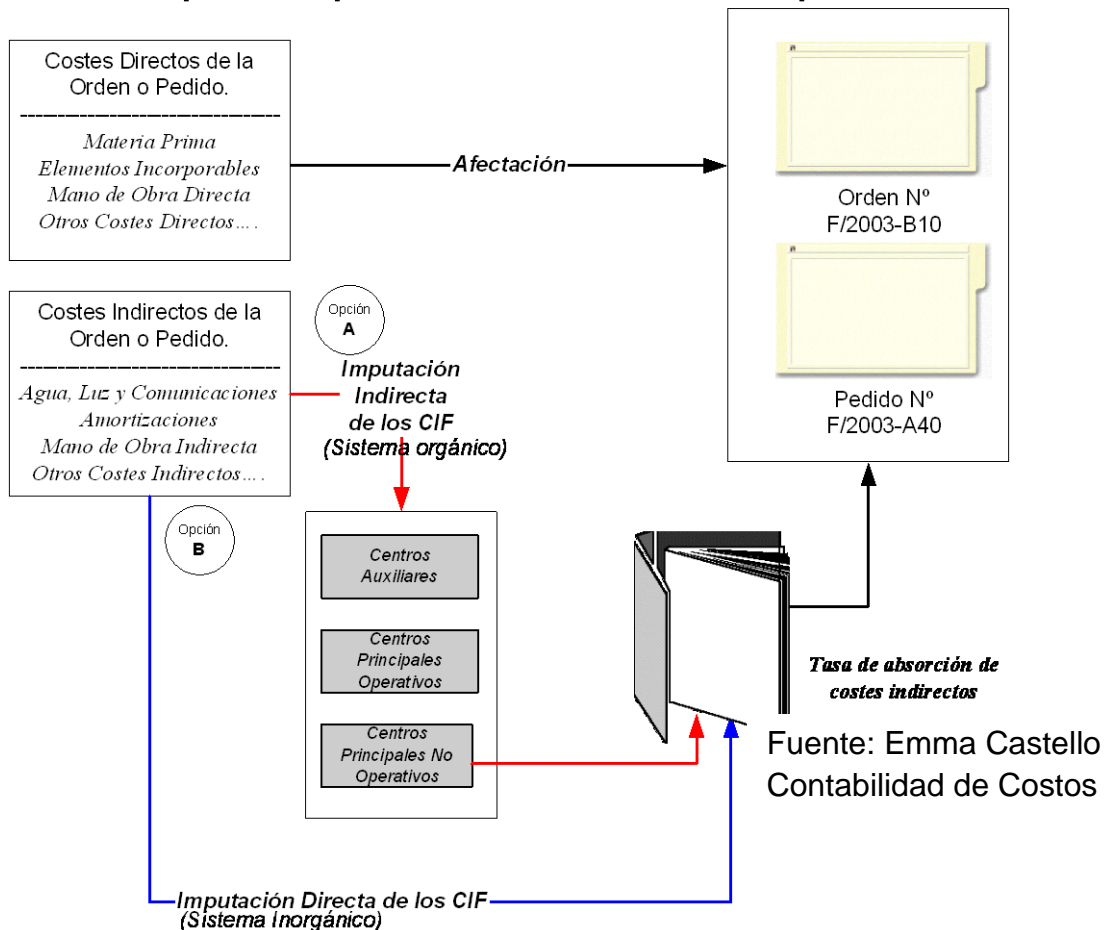 Costes Directos de la
Orden o Pedido.
Materia Prima
Elementos Incorporables
Mano de Obra Directa
Otros Costes Directos....
Afectación
Orden Nº
F/2003-B10
Pedido Nº
F/2003-A40
Costes Indirectos de la
Orden o Pedido.
Agua, Luz y Comunicaciones
Amortizaciones
Mano de Obra Indirecta
Otros Costes Indirectos....
Opción
A
Imputación
Indirecta
de los CIF
(Sistema orgánico)
Opción
B
Centros
Auxiliares
Centros
Principales
Operativos
Centros
Principales No
Operativos
Tasa de absorción de
costes indirectos
Fuente: Emma Castello
Contabilidad de Costos
Imputación Directa de los CIF
(Sistema Inorgánico)